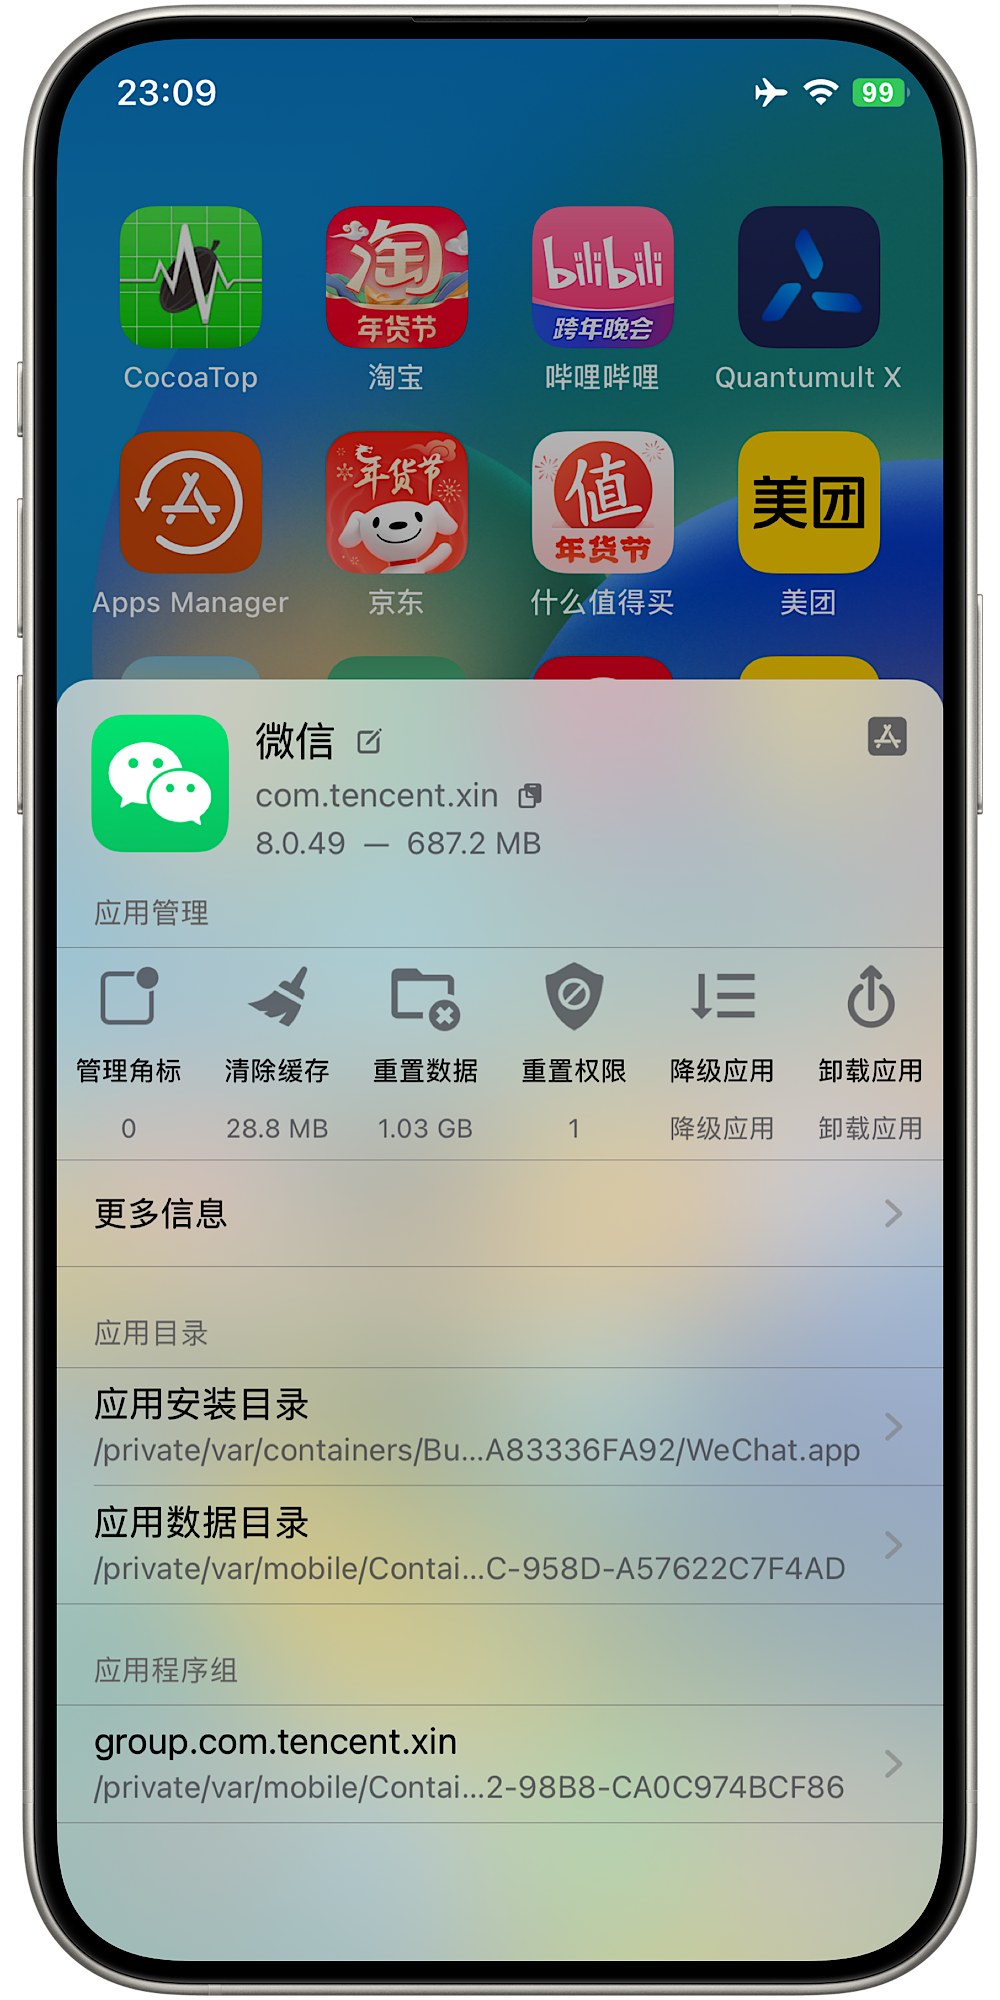 23:09
99
淘
年货节
bilibili
跨年晚会
CocoaTop
淘宝
哔哩哔哩
Quantumult X
年货节
值
年货节
美团
Apps Manager
京东
什么值得买
美团
微信
com.tencent.xin
8.0.49 — 687.2 MB
应用管理
管理角标
清除缓存
重置数据
重置权限
降级应用
卸载应用
0
28.8 MB
1.03 GB
1
降级应用
卸载应用
更多信息
应用目录
应用安装目录
/private/var/containers/Bu...A83336FA92/WeChat.app
应用数据目录
/private/var/mobile/Contai...C-958D-A57622C7F4AD
应用程序组
group.com.tencent.xin
/private/var/mobile/Contai...2-98B8-CA0C974BCF86